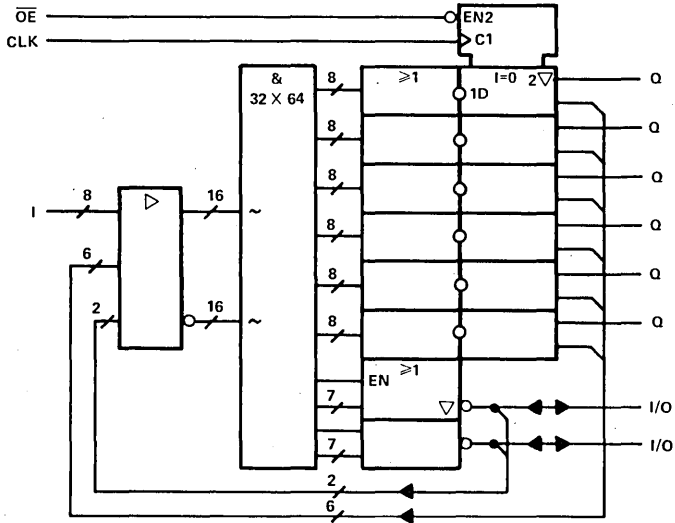 OE
EN2
CLK
C1
&
32 X 64
8
≥1
I=0
2▽
Q
1D
8
Q
8
Q
I
8
▷
16
~
8
Q
6
8
Q
2
16
~
8
Q
EN
≥1
7
▽
I/O
7
I/O
2
6